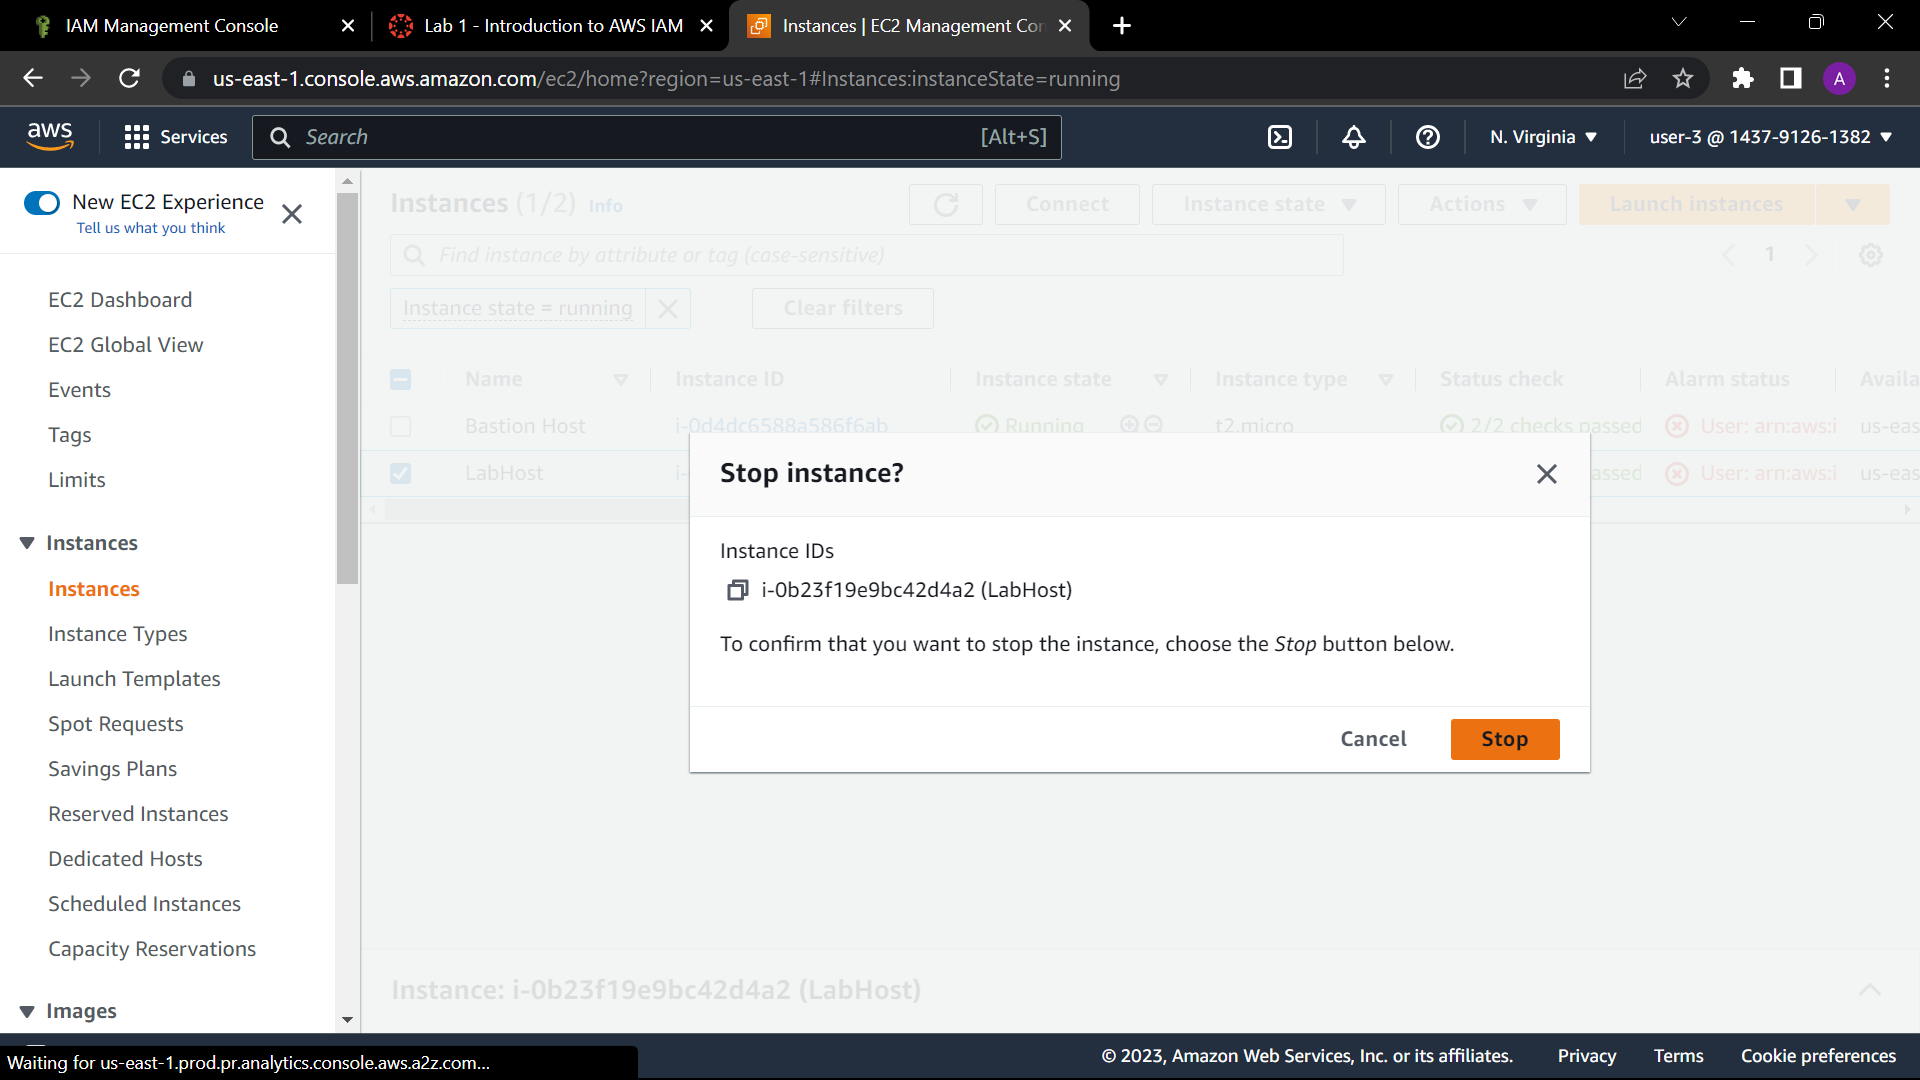 IAM Management Console
Lab 1 - Introduction to AWS IAM
Instances | EC2 Management Con
us-east-1.console.aws.amazon.com/ec2/home?region=us-east-1#Instances:instanceState=running
A
aws
Services
Search
[Alt+S]
N. Virginia
user-3 @ 1437-9126-1382
New EC2 Experience
Tell us what you think
EC2 Dashboard
EC2 Global View
Events
Tags
Limits
Instances
Instances
Instance Types
Launch Templates
Spot Requests
Savings Plans
Reserved Instances
Dedicated Hosts
Scheduled Instances
Capacity Reservations
Images
Instances (1/2) Info
Connect
Instance state
Actions
Launch instances
Find instance by attribute or tag (case-sensitive)
1
Instance state = running
Clear filters
Name Instance ID Instance state Instance type Status check Alarm status Availa
Bastion Host i-0d4dc6588a586f6ab Running t2.micro 2/2 checks passed User: arn:aws:i us-eas
LabHost i- assed User: arn:aws:i us-eas
Stop instance?
Instance IDs
i-0b23f19e9bc42d4a2 (LabHost)
To confirm that you want to stop the instance, choose the Stop button below.
Cancel
Stop
Instance: i-0b23f19e9bc42d4a2 (LabHost)
Waiting for us-east-1.prod.pr.analytics.console.aws.a2z.com...
© 2023, Amazon Web Services, Inc. or its affiliates.
Privacy
Terms
Cookie preferences